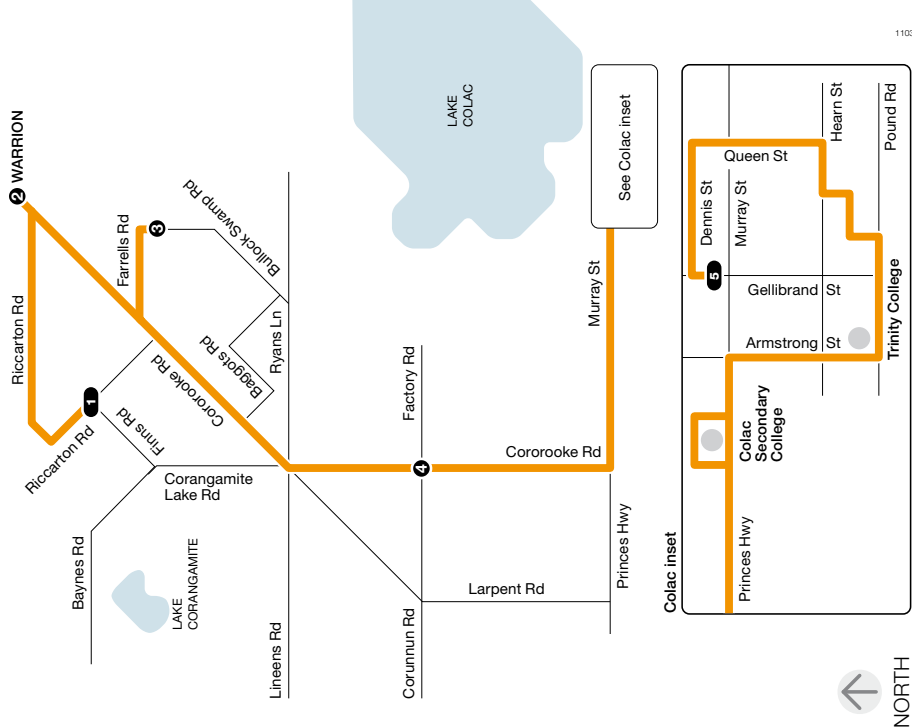 1103
2 WARRION
Riccarton Rd
Farrells Rd
3
Bullock Swamp Rd
1
Riccarton Rd
Finns Rd
Cororooke Rd
Baggots Rd
Ryans Ln
Corangamite
Lake Rd
Baynes Rd
LAKE
CORANGAMITE
Lineens Rd
LAKE
COLAC
Factory Rd
4
Cororooke Rd
Corunnun Rd
Larpent Rd
Murray St
Princes Hwy
See Colac inset
Colac inset
Dennis St
Murray St
Queen St
Hearn St
Pound Rd
5
Gellibrand St
Armstrong St
Trinity College
Colac
Secondary
College
Princes Hwy
NORTH